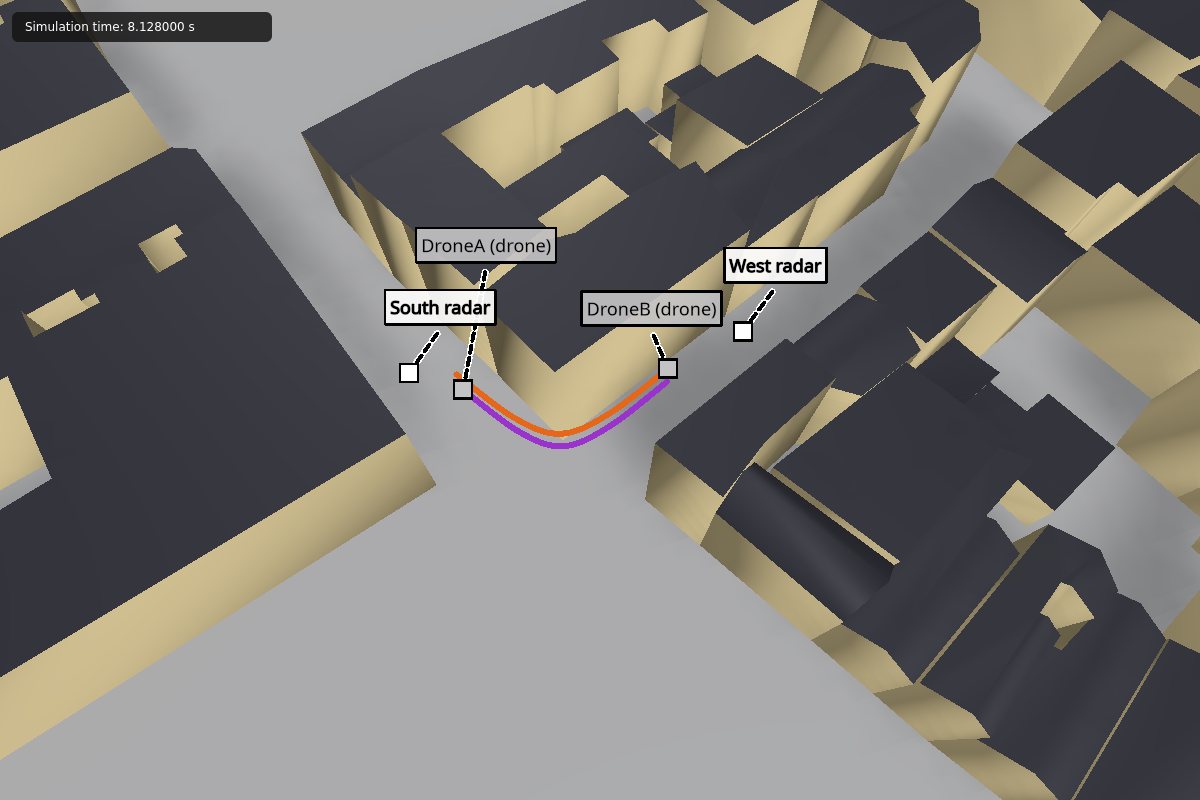 Simulation time: 8.128000 s
DroneA (drone)
West radar
South radar
DroneB (drone)